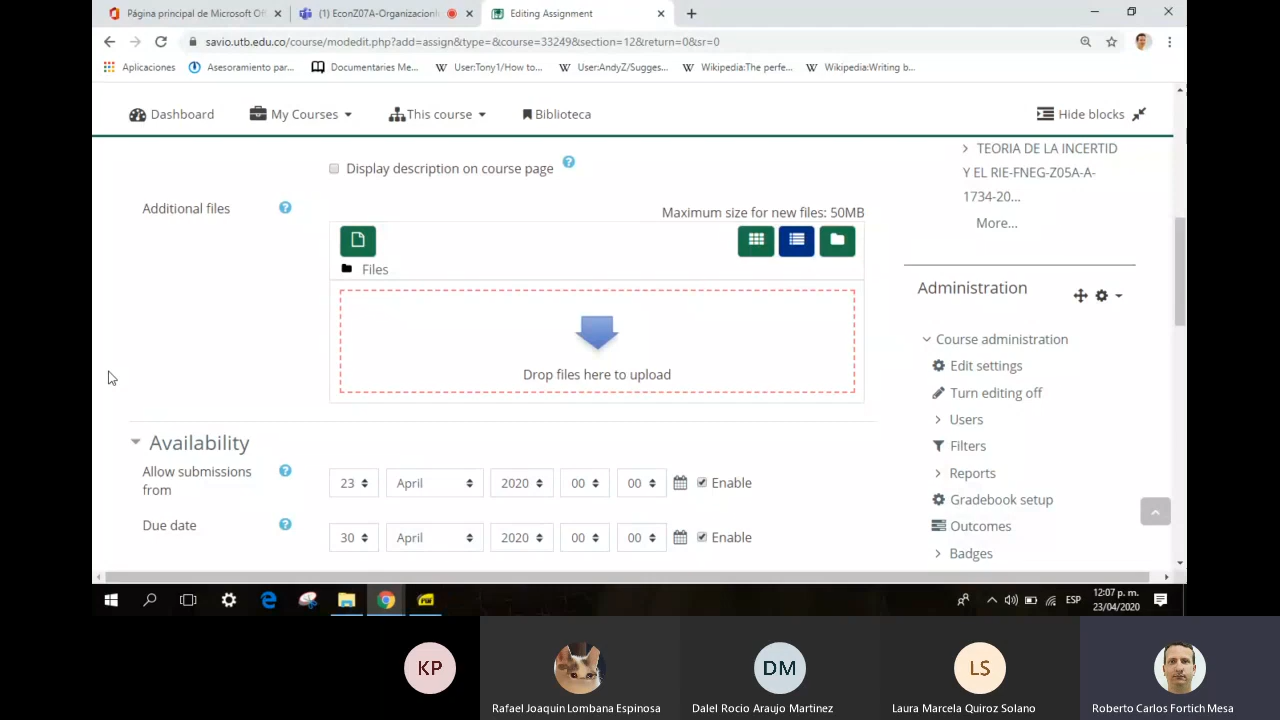 Página principal de Microsoft Of
(1) EconZ07A-Organizacioni
Editing Assignment
savio.utb.edu.co/course/modedit.php?add=assign&type=&course=33249&section=12&return=0&sr=0
Aplicaciones
Asesoramiento par...
Documentaries Me...
User:Tony1/How to...
User:AndyZ/Sugges...
Wikipedia:The perfe...
Wikipedia:Writing b...
Dashboard
My Courses
This course
Biblioteca
Hide blocks
Display description on course page
Additional files
Maximum size for new files: 50MB
Files
Drop files here to upload
Availability
Allow submissions
from
23 April 2020 00 00 Enable
Due date
30 April 2020 00 00 Enable
TEORIA DE LA INCERTID
Y EL RIE-FNEG-Z05A-A-
1734-20...
More...
Administration
Course administration
Edit settings
Turn editing off
Users
Filters
Reports
Gradebook setup
Outcomes
Badges
ESP
12:07 p. m.
23/04/2020
KP
DM
LS
Rafael Joaquin Lombana Espinosa
Dalel Rocio Araujo Martinez
Laura Marcela Quiroz Solano
Roberto Carlos Fortich Mesa